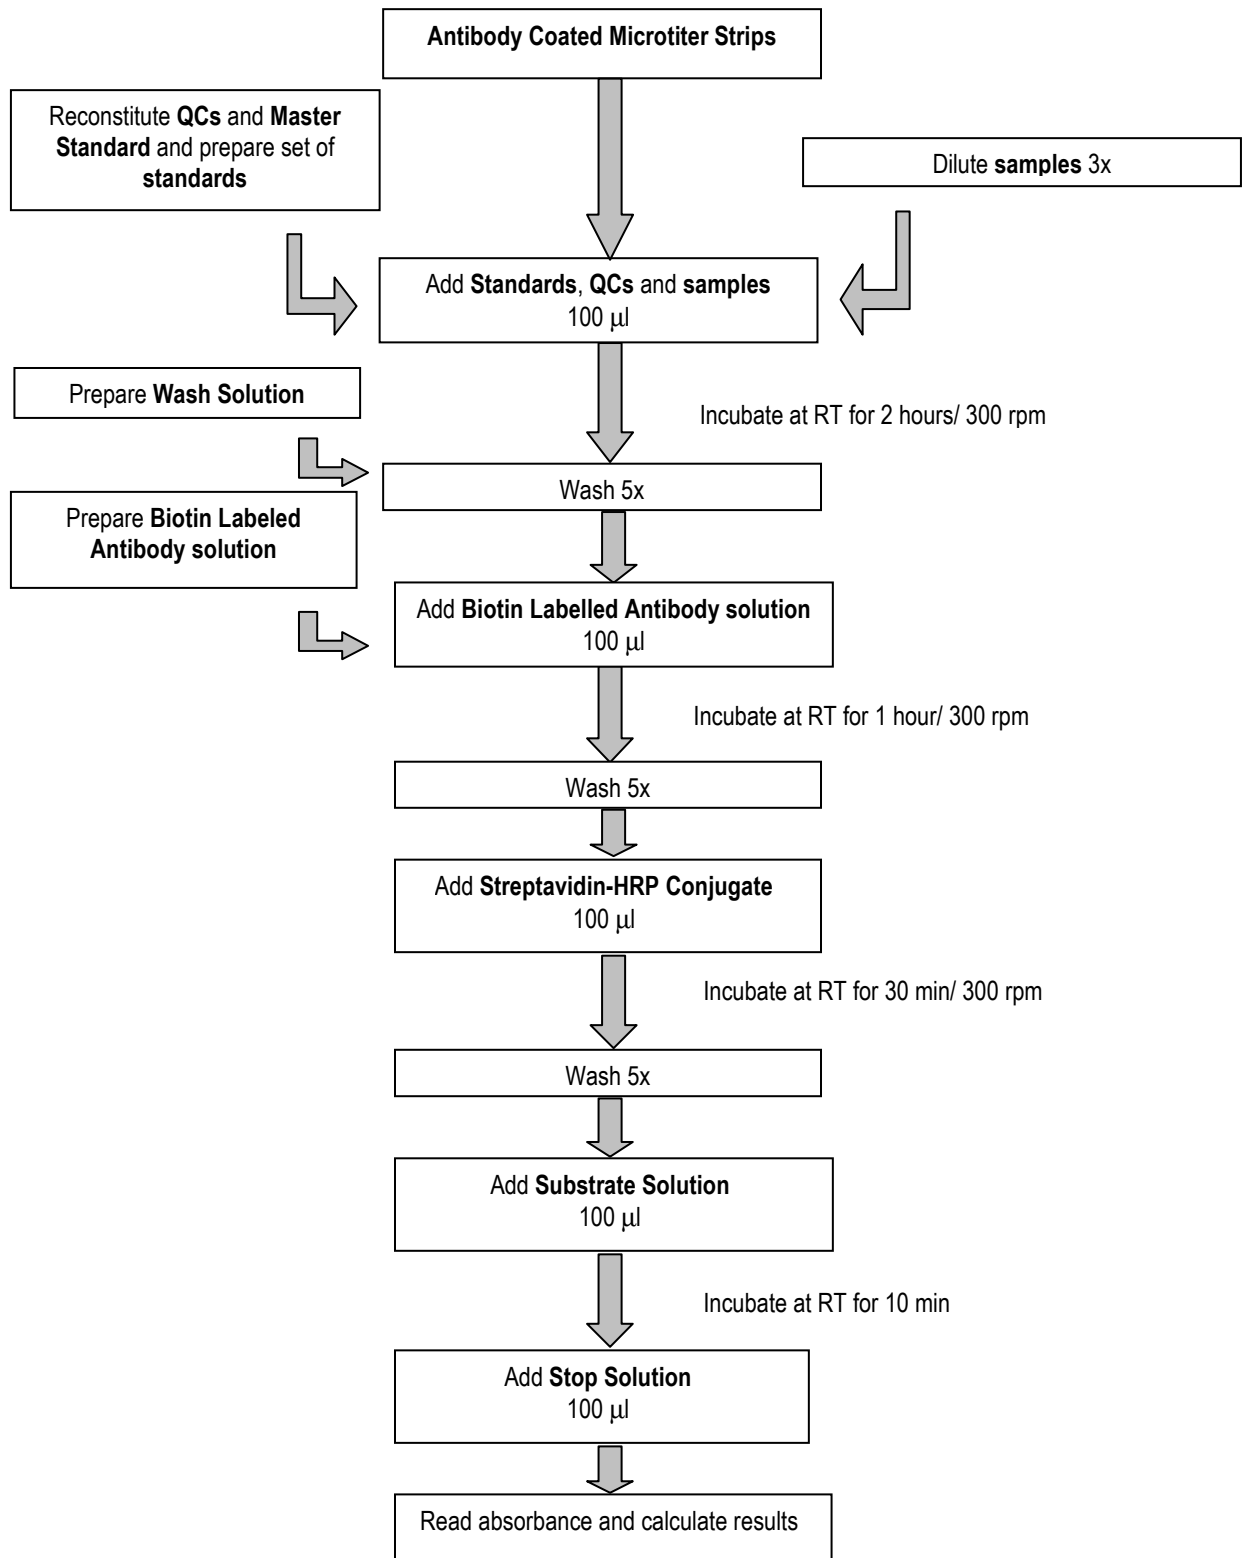 Antibody Coated Microtiter Strips
Reconstitute QCs and Master
Standard and prepare set of
standards
Dilute samples 3x
Add Standards, QCs and samples
100 μl
Incubate at RT for 2 hours/ 300 rpm
Prepare Wash Solution
Wash 5x
Prepare Biotin Labeled
Antibody solution
Add Biotin Labelled Antibody solution
100 μl
Incubate at RT for 1 hour/ 300 rpm
Wash 5x
Add Streptavidin-HRP Conjugate
100 μl
Incubate at RT for 30 min/ 300 rpm
Wash 5x
Add Substrate Solution
100 μl
Incubate at RT for 10 min
Add Stop Solution
100 μl
Read absorbance and calculate results